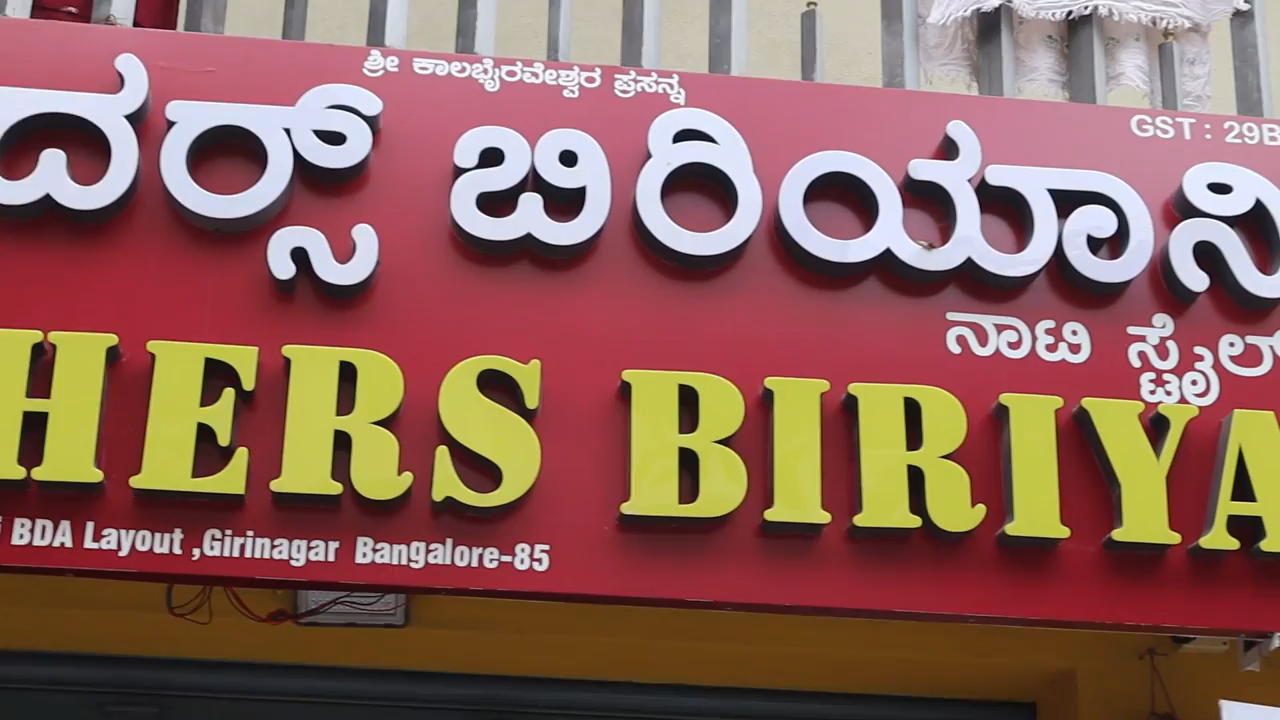 ಶ್ರೀ ಕಾಲಭೈರವೇಶ್ವರ ಪ್ರಸನ್ನ
GST : 29B
ದರ್ಸ್ ಬಿರಿಯಾನಿ
ನಾಟಿ ಸ್ಟೈಲ್
HERS BIRIYA
BDA Layout ,Girinagar Bangalore-85